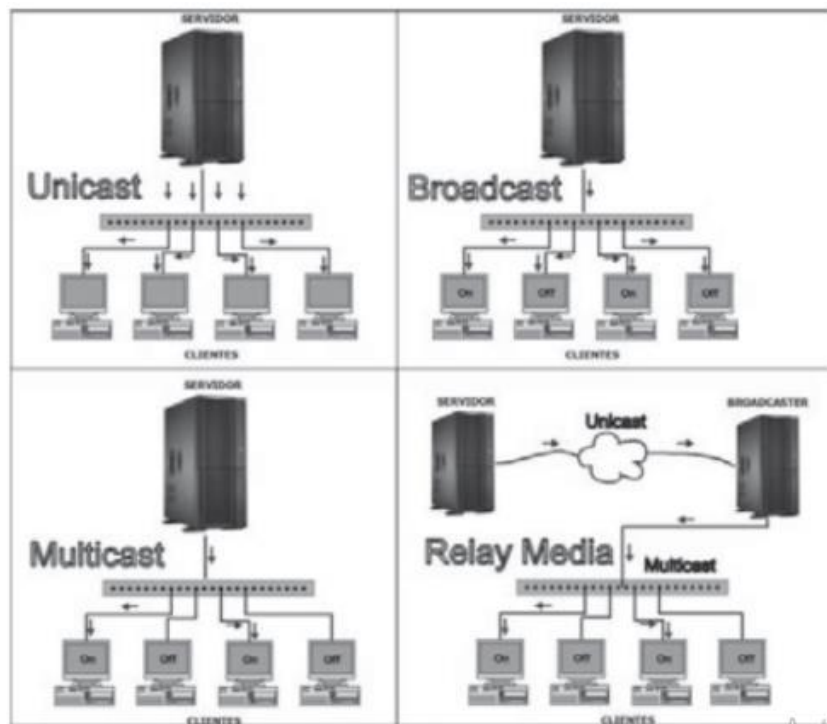 SERVIDOR
Unicast
CLIENTES
SERVIDOR
Broadcast
On Off On Off
CLIENTES
SERVIDOR
Multicast
On Off On Off
CLIENTES
SERVIDOR
BROADCASTER
Unicast
Relay Media
Multicast
On Off On Off
CLIENTES